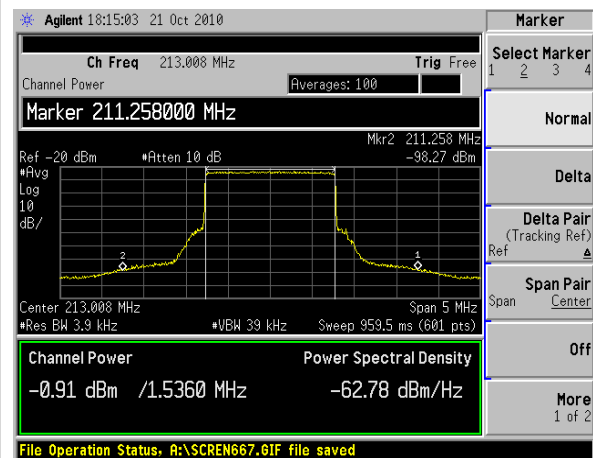 Agilent 18:15:03 21 Oct 2010
Marker
Ch Freq 213.008 MHz Trig Free
Channel Power Averages: 100
Marker 211.258000 MHz
Mkr2 211.258 MHz
Ref -20 dBm #Atten 10 dB -98.27 dBm
#Avg
Log
10
dB/
2
1
Center 213.008 MHz Span 5 MHz
#Res BW 3.9 kHz #VBW 39 kHz Sweep 959.5 ms (601 pts)
Channel Power Power Spectral Density
-0.91 dBm /1.5360 MHz -62.78 dBm/Hz
File Operation Status, A:\SCREN667.GIF file saved
Select Marker
1 2 3 4
Normal
Delta
Delta Pair
(Tracking Ref)
Ref Δ
Span Pair
Span Center
Off
More
1 of 2